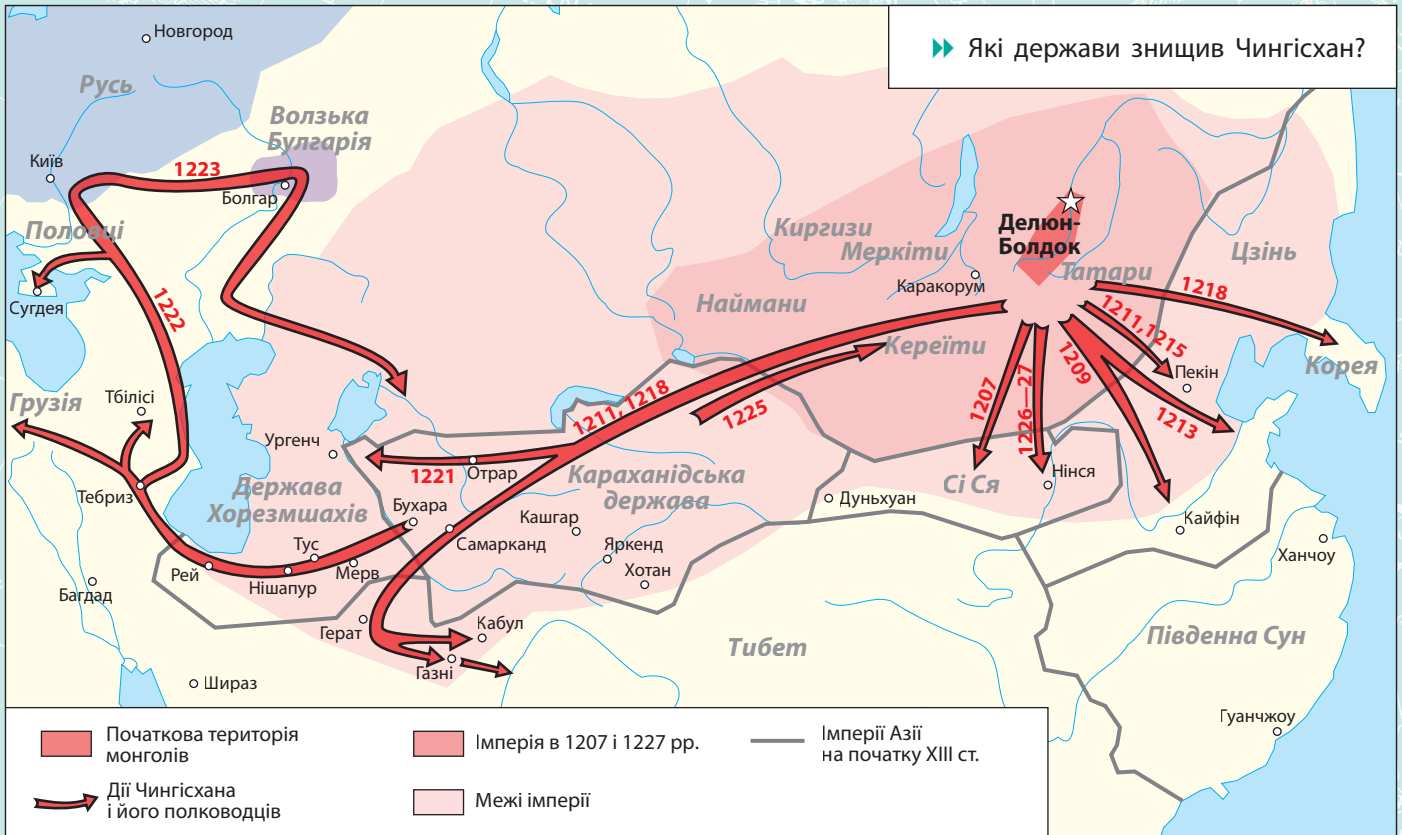 Які держави знищив Чингісхан?
Новгород
Русь
Волзька
Булгарія
Київ
1223
Болгар
Половці
Сугдея
1222
Грузія
Тбілісі
Тебриз
Ургенч
Держава
Хорезмшахів
1221
Отрар
Бухара
Самарканд
Рей
Нішапур
Тус
Мерв
Багдад
Шираз
Герат
Кабул
Газні
Караханідська
держава
Кашгар
Яркенд
Хотан
1211, 1218
1225
Киргизи
Меркіти
Наймани
Кереїти
Каракорум
Делюн-
Болдок
Татари
Цзінь
1218
1211,1215
1209
1213
1207
1226—27
Пекін
Корея
Сі Ся
Нінся
Дуньхуан
Кайфін
Ханчоу
Тибет
Південна Сун
Гуанчжоу
Початкова територія
монголів
Дії Чингісхана
і його полководців
Імперія в 1207 і 1227 рр.
Межі імперії
Імперії Азії
на початку XIII ст.